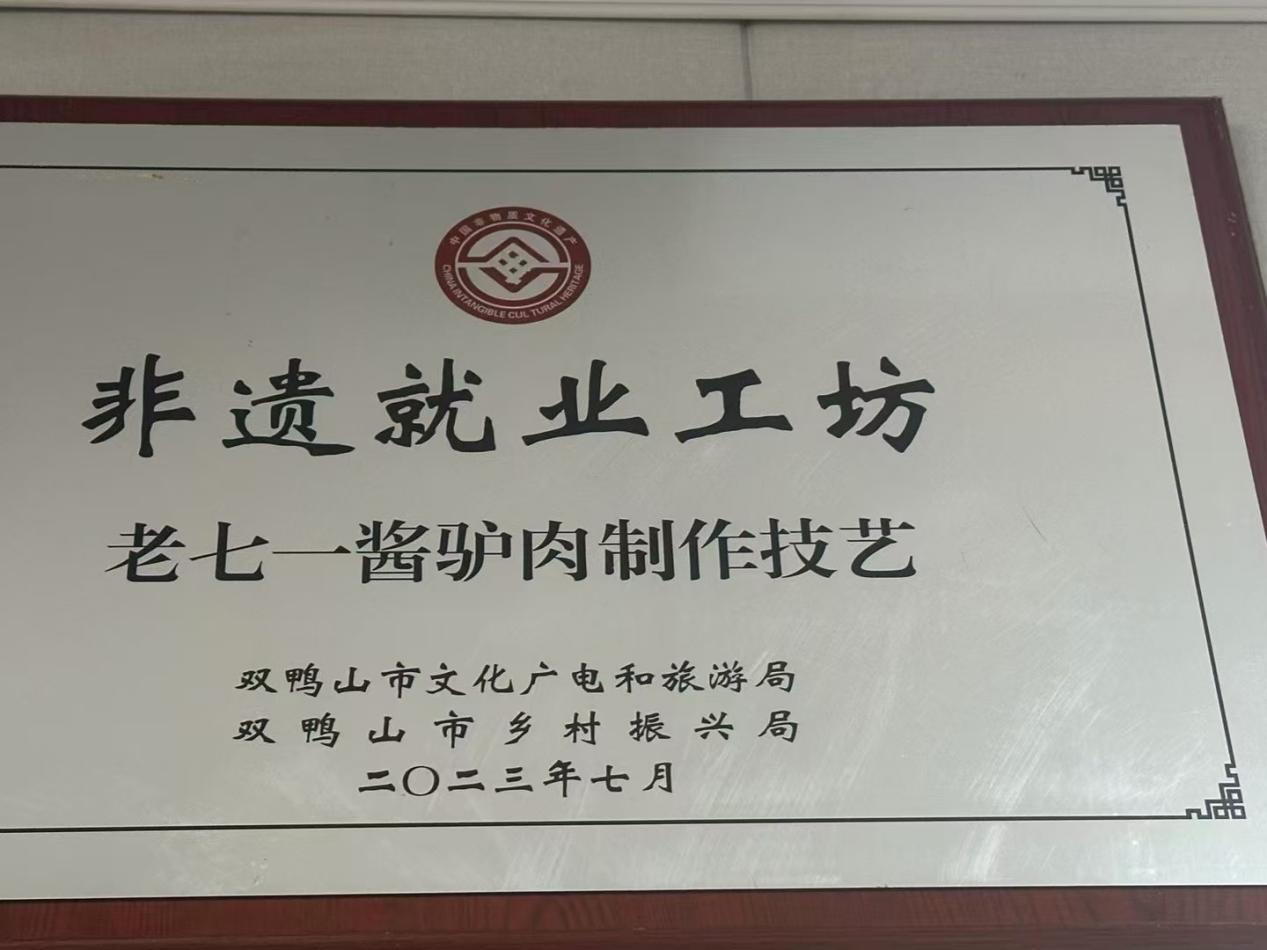 中国非物质文化遗产
CHINA INTANGIBLE CULTURAL HERITAGE
非遗就业工坊
老七一酱驴肉制作技艺
双鸭山市文化广电和旅游局
双鸭山市乡村振兴局
二〇二三年七月